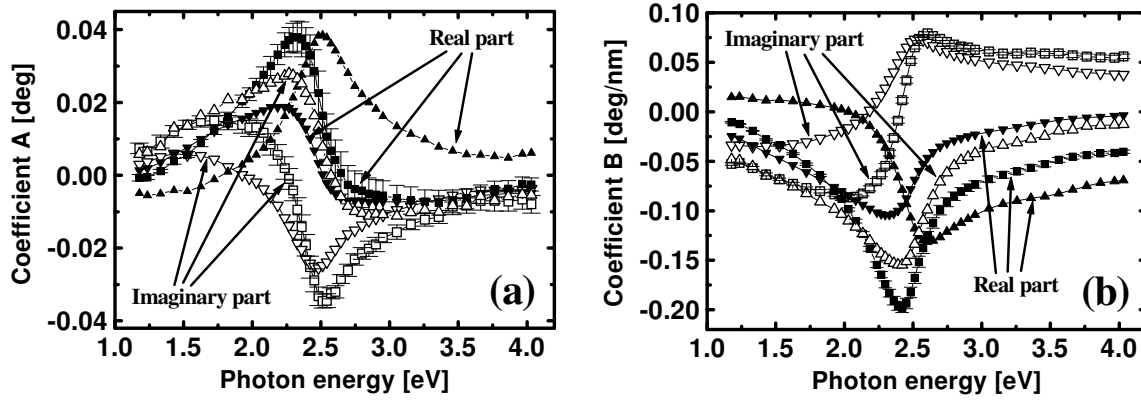 0.04
0.02
0.00
-0.02
-0.04
Coefficient A [deg]
Real part
Imaginary part
(a)
1.0 1.5 2.0 2.5 3.0 3.5 4.0
Photon energy [eV]
0.10
0.05
0.00
-0.05
-0.10
-0.15
-0.20
Coefficient B [deg/nm]
Imaginary part
Real part
(b)
1.0 1.5 2.0 2.5 3.0 3.5 4.0
Photon energy [eV]